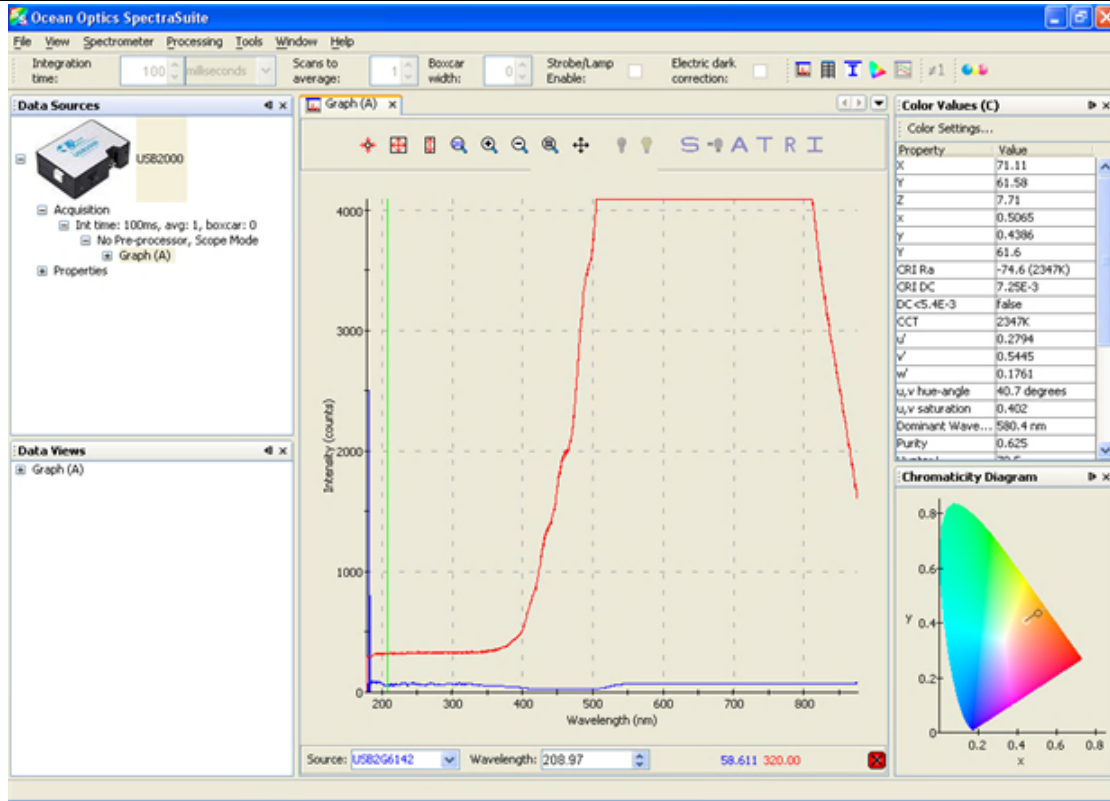 Ocean Optics SpectraSuite
File View Spectrometer Processing Tools Window Help
Integration time: 100 milliseconds Scans to average: 1 Boxcar width: 0 Strobe/Lamp Enable: Electric dark correction: ≠1
Data Sources
USB2000
Acquisition
Int time: 100ms, avg: 1, boxcar: 0
No Pre-processor, Scope Mode
Graph (A)
Properties
Data Views
Graph (A)
Graph (A)
S A T R I
4000
3000
2000
1000
0
Intensity (counts)
200 300 400 500 600 700 800
Wavelength (nm)
Source: USB2G6142 Wavelength: 208.97 58.611 320.00
Color Values (C)
Color Settings...
Property Value
X 71.11
Y 61.58
Z 7.71
x 0.5065
y 0.4386
Y 61.6
CRI Ra -74.6 (2347K)
CRI DC 7.25E-3
DC<5.4E-3 false
CCT 2347K
u' 0.2794
v' 0.5445
w' 0.1761
u,v hue-angle 40.7 degrees
u,v saturation 0.402
Dominant Wave... 580.4 nm
Purity 0.625
Chromaticity Diagram
0.8
0.6
y 0.4
0.2
0
0.2 0.4 0.6 0.8
x